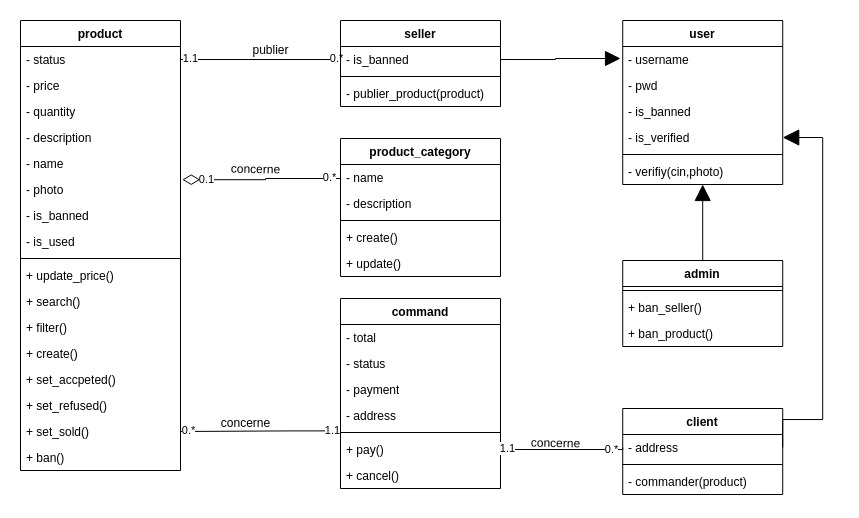 product
- status
- price
- quantity
- description
- name
- photo
- is_banned
- is_used
+ update_price()
+ search()
+ filter()
+ create()
+ set_accpeted()
+ set_refused()
+ set_sold()
+ ban()
1.1
publier
0.*
0.1
concerne
0.*
0.*
concerne
1.1
seller
- is_banned
- publier_product(product)
product_category
- name
- description
+ create()
+ update()
command
- total
- status
- payment
- address
+ pay()
+ cancel()
1.1
concerne
0.*
user
- username
- pwd
- is_banned
- is_verified
- verifiy(cin,photo)
admin
+ ban_seller()
+ ban_product()
client
- address
- commander(product)